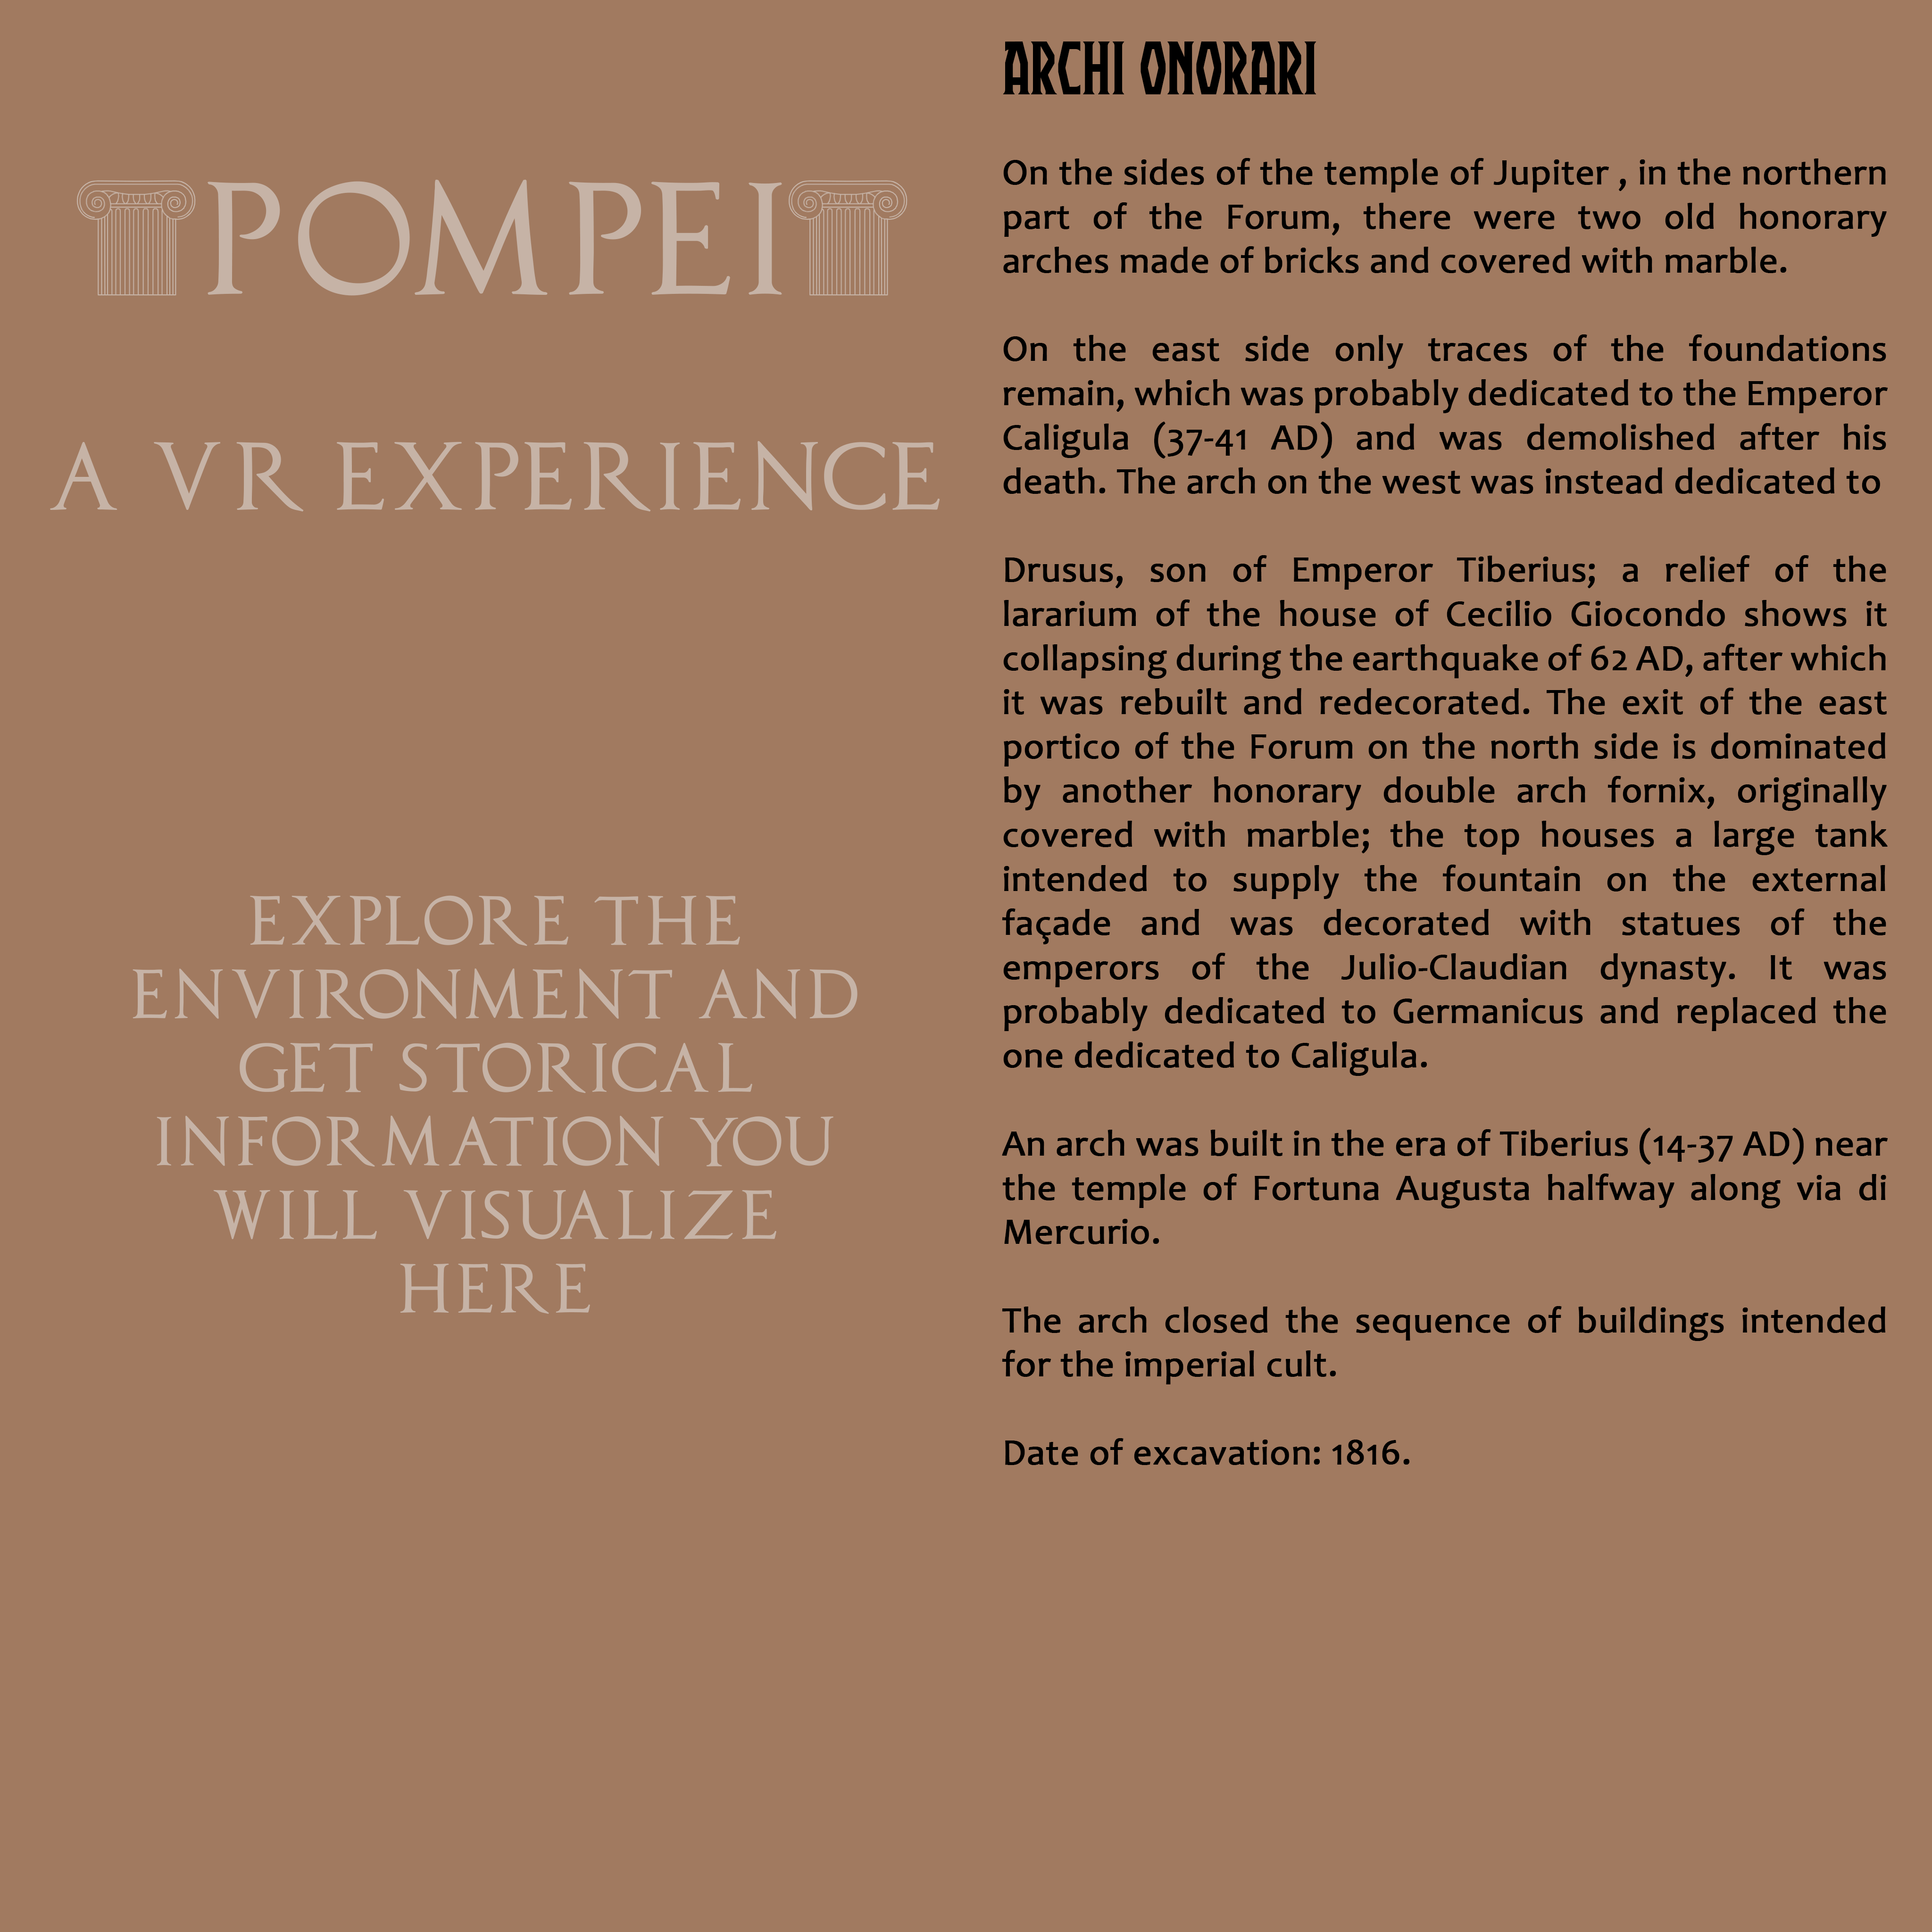 POMPEI
A VR EXPERIENCE
EXPLORE THE
ENVIRONMENT AND
GET STORICAL
INFORMATION YOU
WILL VISUALIZE
HERE
ARCHI ONORARI
On the sides of the temple of Jupiter , in the northern
part of the Forum, there were two old honorary
arches made of bricks and covered with marble.
On the east side only traces of the foundations
remain, which was probably dedicated to the Emperor
Caligula (37-41 AD) and was demolished after his
death. The arch on the west was instead dedicated to
Drusus, son of Emperor Tiberius; a relief of the
lararium of the house of Cecilio Giocondo shows it
collapsing during the earthquake of 62 AD, after which
it was rebuilt and redecorated. The exit of the east
portico of the Forum on the north side is dominated
by another honorary double arch fornix, originally
covered with marble; the top houses a large tank
intended to supply the fountain on the external
façade and was decorated with statues of the
emperors of the Julio-Claudian dynasty. It was
probably dedicated to Germanicus and replaced the
one dedicated to Caligula.
An arch was built in the era of Tiberius (14-37 AD) near
the temple of Fortuna Augusta halfway along via di
Mercurio.
The arch closed the sequence of buildings intended
for the imperial cult.
Date of excavation: 1816.